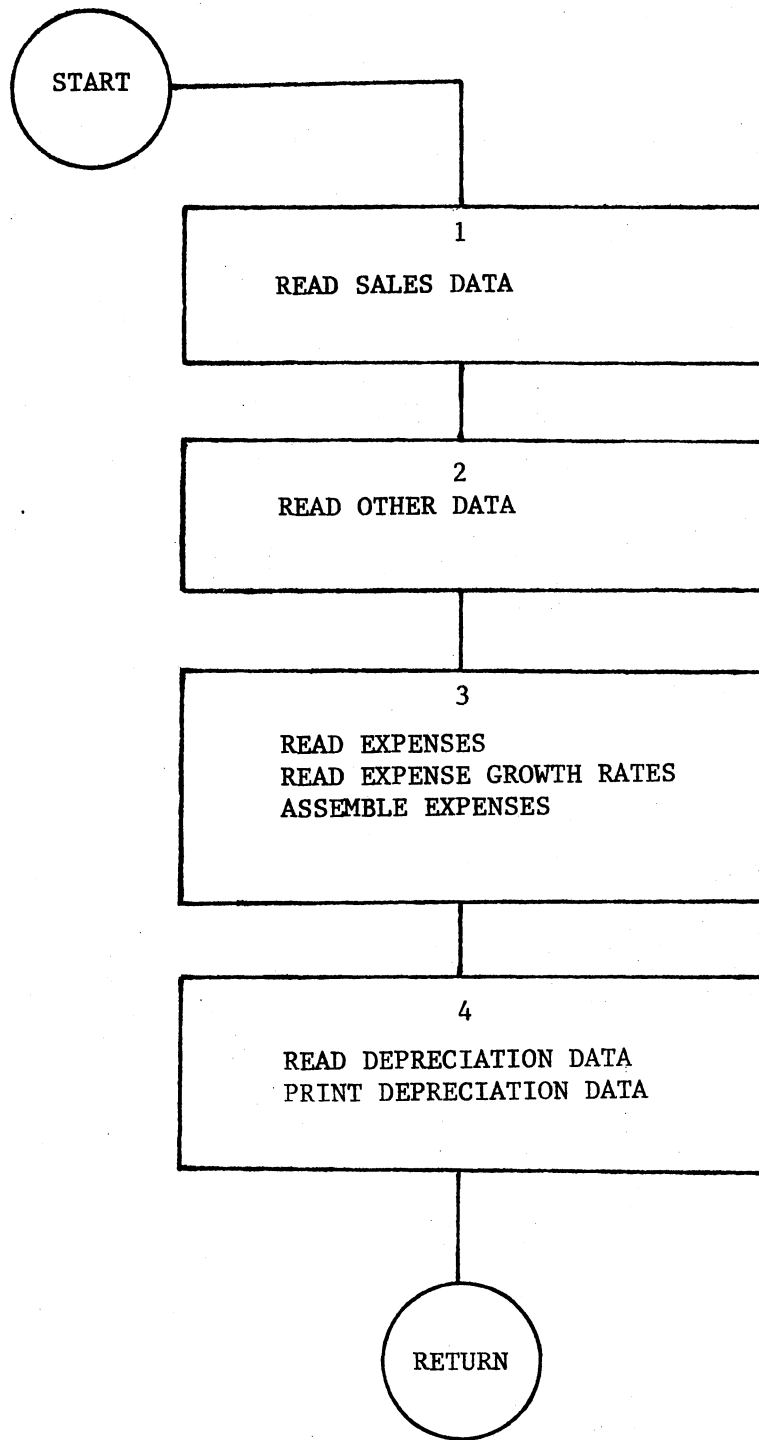 START
1
READ SALES DATA
2
READ OTHER DATA
3
READ EXPENSES
READ EXPENSE GROWTH RATES
ASSEMBLE EXPENSES
4
READ DEPRECIATION DATA
PRINT DEPRECIATION DATA
RETURN